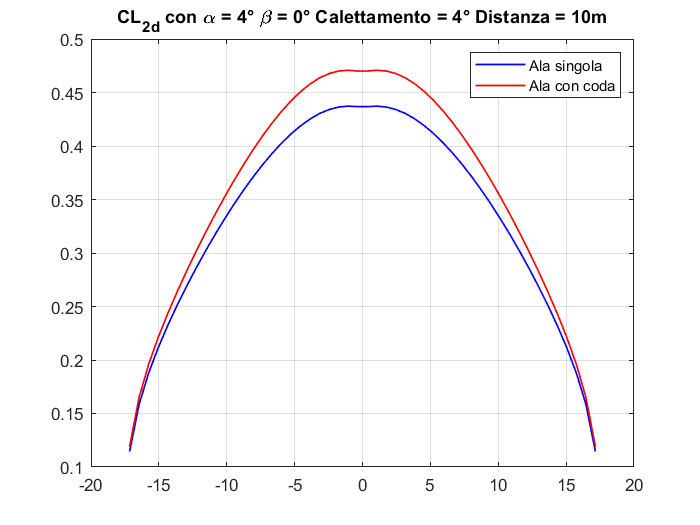 CL2d con α = 4° β = 0° Calettamento = 4° Distanza = 10m
Ala singola
Ala con coda
0.5
0.45
0.4
0.35
0.3
0.25
0.2
0.15
0.1
-20 -15 -10 -5 0 5 10 15 20